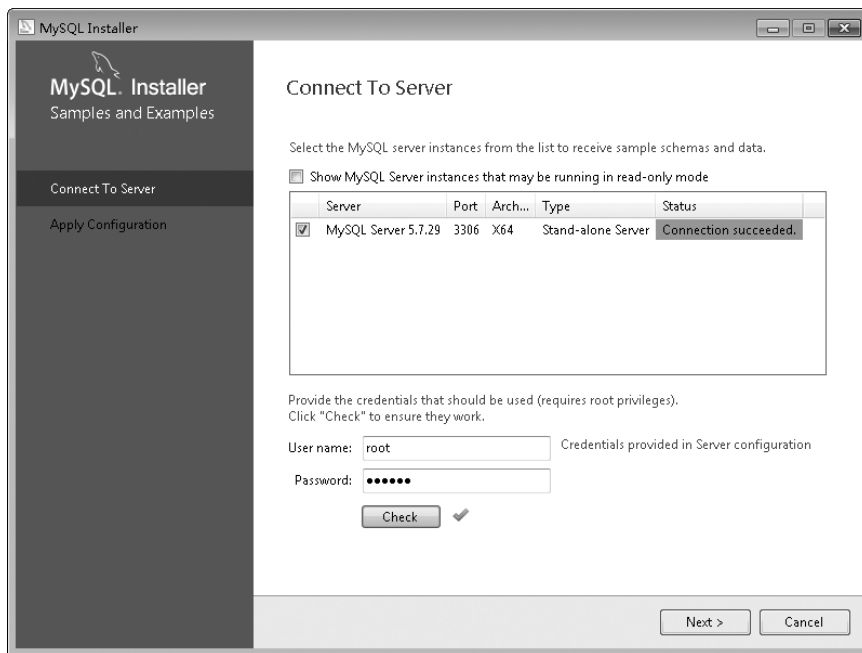 MySQL Installer
MySQL. Installer
Samples and Examples
Connect To Server
Apply Configuration
Connect To Server
Select the MySQL server instances from the list to receive sample schemas and data.
Show MySQL Server instances that may be running in read-only mode
Server Port Arch... Type Status
MySQL Server 5.7.29 3306 X64 Stand-alone Server Connection succeeded.
Provide the credentials that should be used (requires root privileges).
Click "Check" to ensure they work.
User name: root Credentials provided in Server configuration
Password: ••••••
Check
Next > Cancel